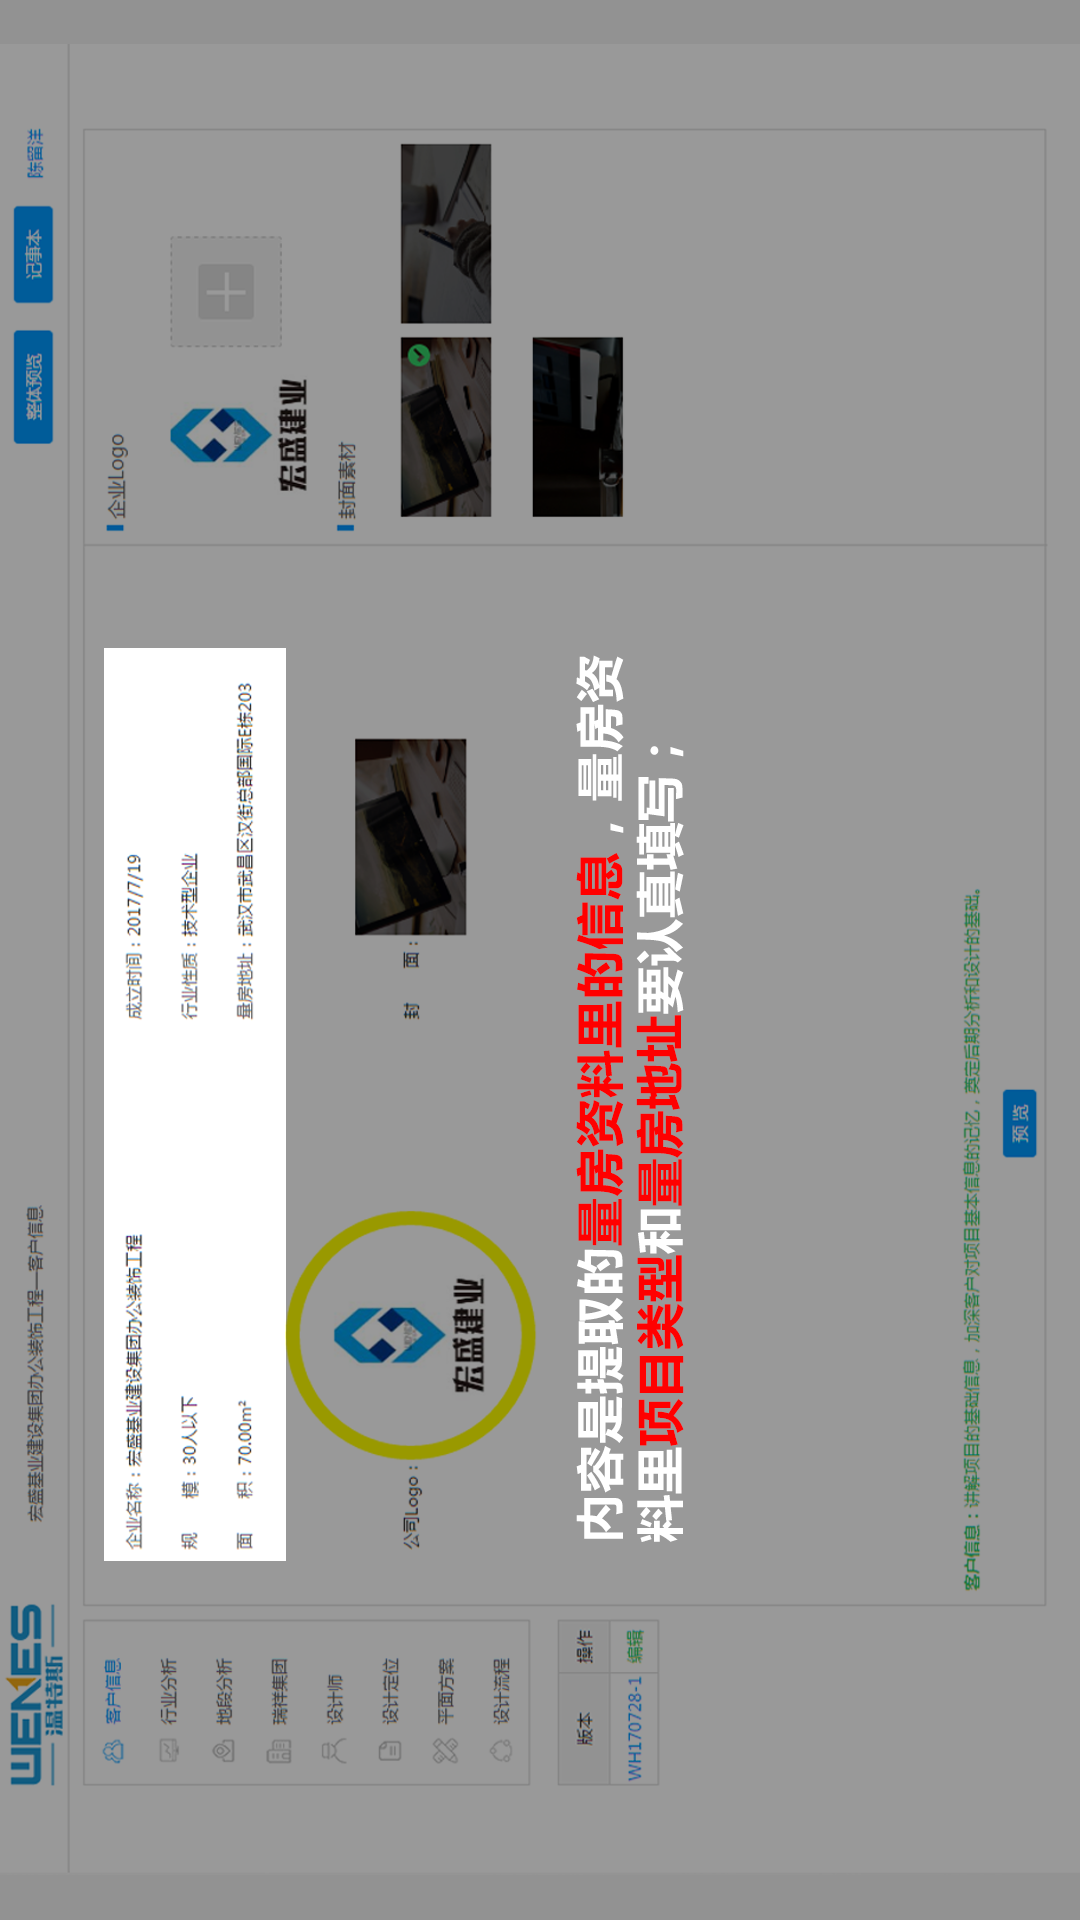 WENES
温特斯
宏盛基业建设集团办公装饰工程—客户信息
整体预览
记事本
陈留洋
客户信息
行业分析
地段分析
瑞祥集团
设计师
设计定位
平面方案
设计流程
版本 操作
WH170728-1 编辑
企业名称：宏盛基业建设集团办公装饰工程 成立时间：2017/7/19
规 模：30人以下 行业性质：技术型企业
面 积：70.00m² 量房地址：武汉市武昌区汉街总部国际E栋203
公司Logo：
宏盛建业
封 面：
内容是提取的量房资料里的信息，量房资
料里项目类型和量房地址要认真填写；
客户信息：讲解项目的基础信息，加深客户对项目基本信息的记忆，奠定后期分析和设计的基础。
预 览
企业Logo
宏盛建业
封面素材